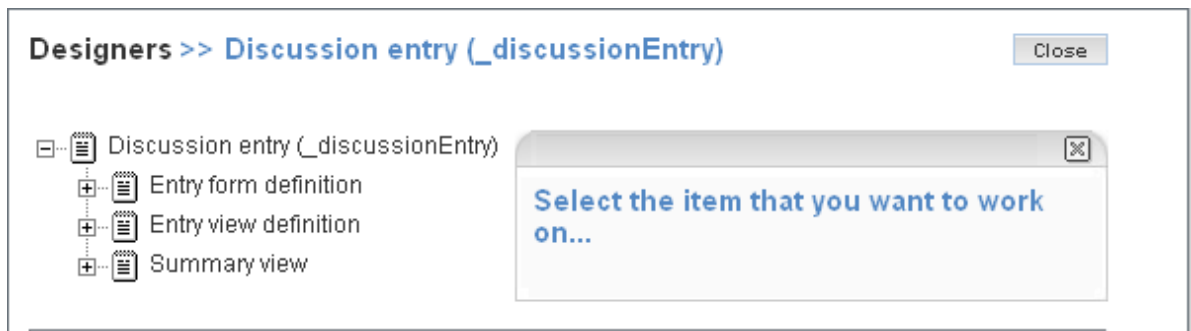 Designers >> Discussion entry (_discussionEntry)
Close
Discussion entry (_discussionEntry)
Entry form definition
Entry view definition
Summary view
Select the item that you want to work
on...